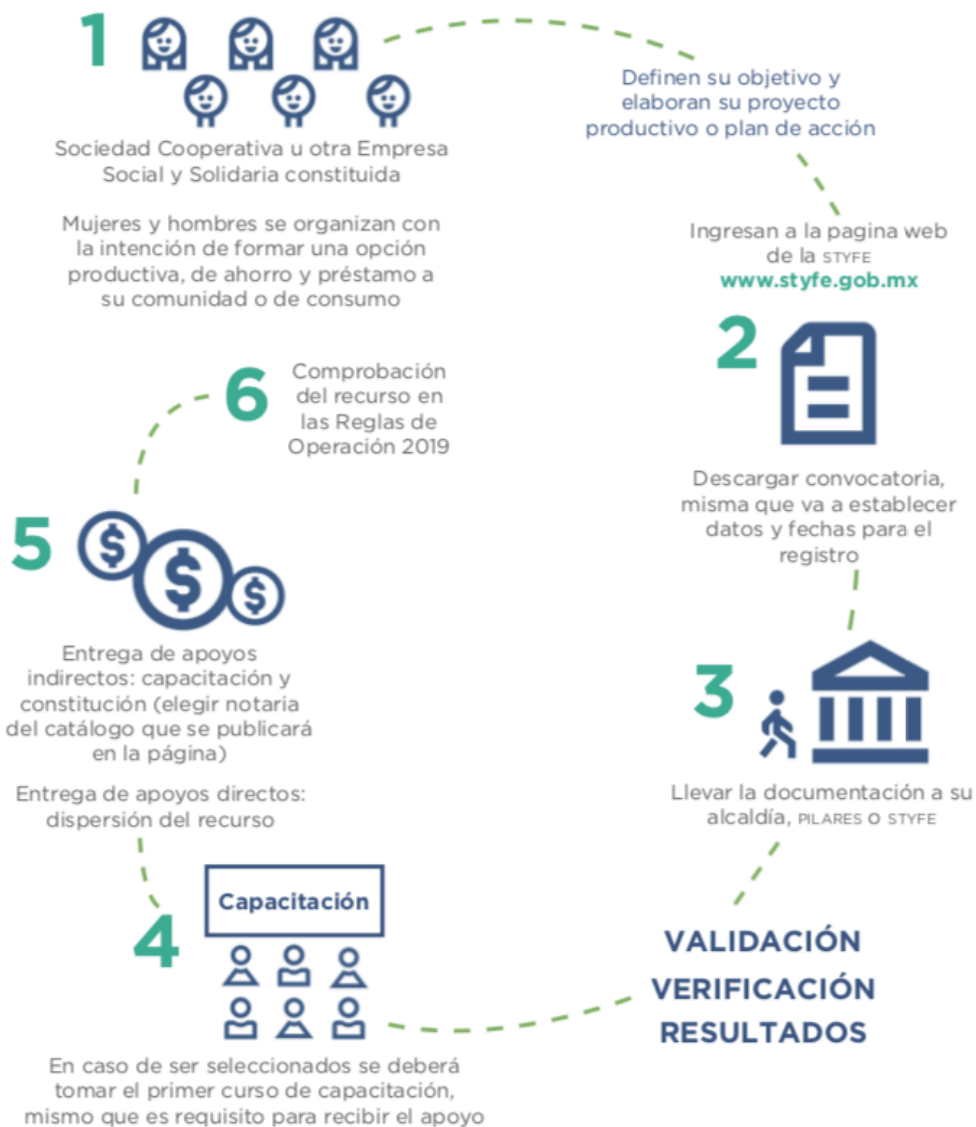 1
Sociedad Cooperativa u otra Empresa
Social y Solidaria constituida
Mujeres y hombres se organizan con
la intención de formar una opción
productiva, de ahorro y préstamo a
su comunidad o de consumo
Definen su objetivo y
elaboran su proyecto
productivo o plan de acción
Ingresan a la pagina web
de la STYFE
www.styfe.gob.mx
2
Descargar convocatoria,
misma que va a establecer
datos y fechas para el
registro
3
Llevar la documentación a su
alcaldía, PILARES O STYFE
VALIDACIÓN
VERIFICACIÓN
RESULTADOS
4
Capacitación
En caso de ser seleccionados se deberá
tomar el primer curso de capacitación,
mismo que es requisito para recibir el apoyo
5
$ $ $
Entrega de apoyos
indirectos: capacitación y
constitución (elegir notaria
del catálogo que se publicará
en la página)
Entrega de apoyos directos:
dispersión del recurso
6
Comprobación
del recurso en
las Reglas de
Operación 2019